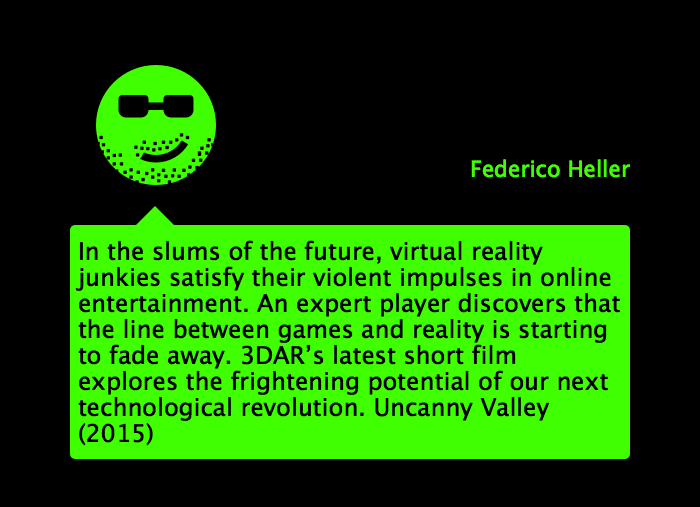 Federico Heller
In the slums of the future, virtual reality
junkies satisfy their violent impulses in online
entertainment. An expert player discovers that
the line between games and reality is starting
to fade away. 3DAR’s latest short film
explores the frightening potential of our next
technological revolution. Uncanny Valley
(2015)